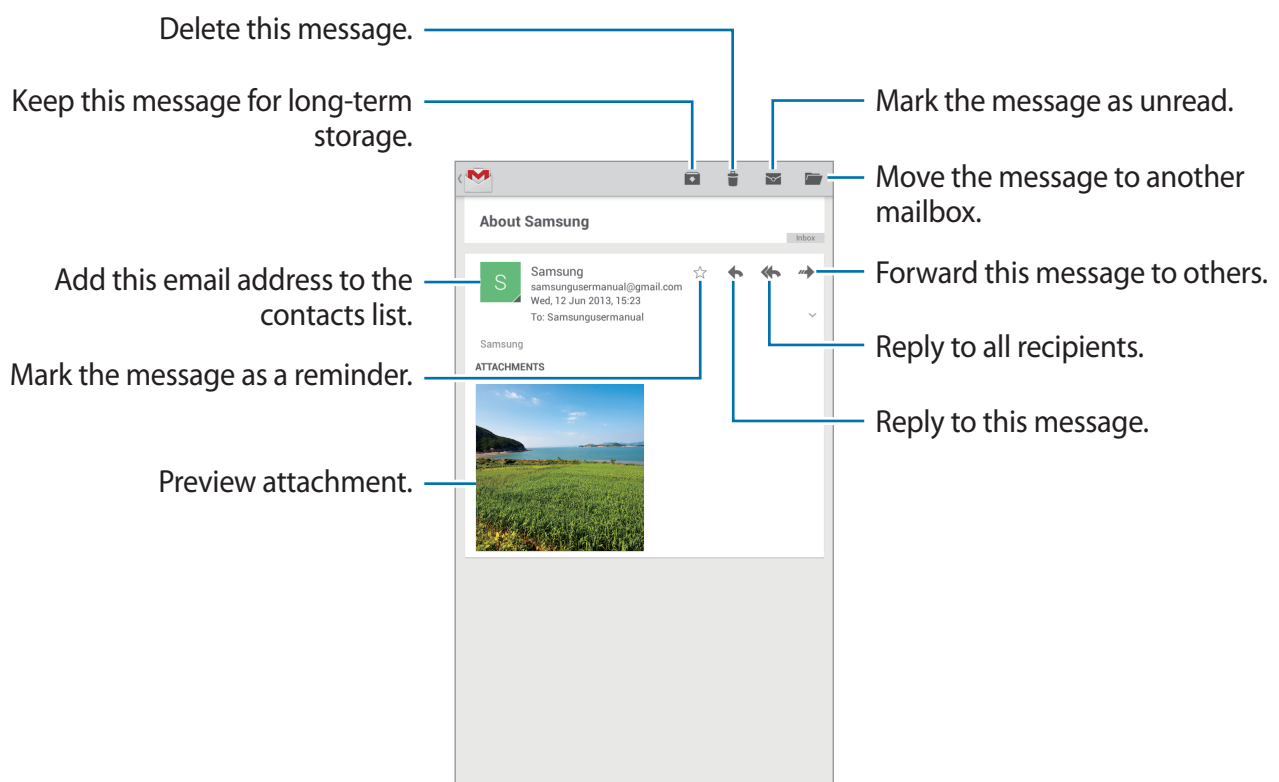 Delete this message.
Keep this message for long-term
storage.
Mark the message as unread.
Move the message to another
mailbox.
About Samsung
Inbox
Add this email address to the
contacts list.
S
Samsung
samsungusermanual@gmail.com
Wed, 12 Jun 2013, 15:23
To: Samsungusermanual
Forward this message to others.
Samsung
Reply to all recipients.
ATTACHMENTS
Mark the message as a reminder.
Reply to this message.
Preview attachment.